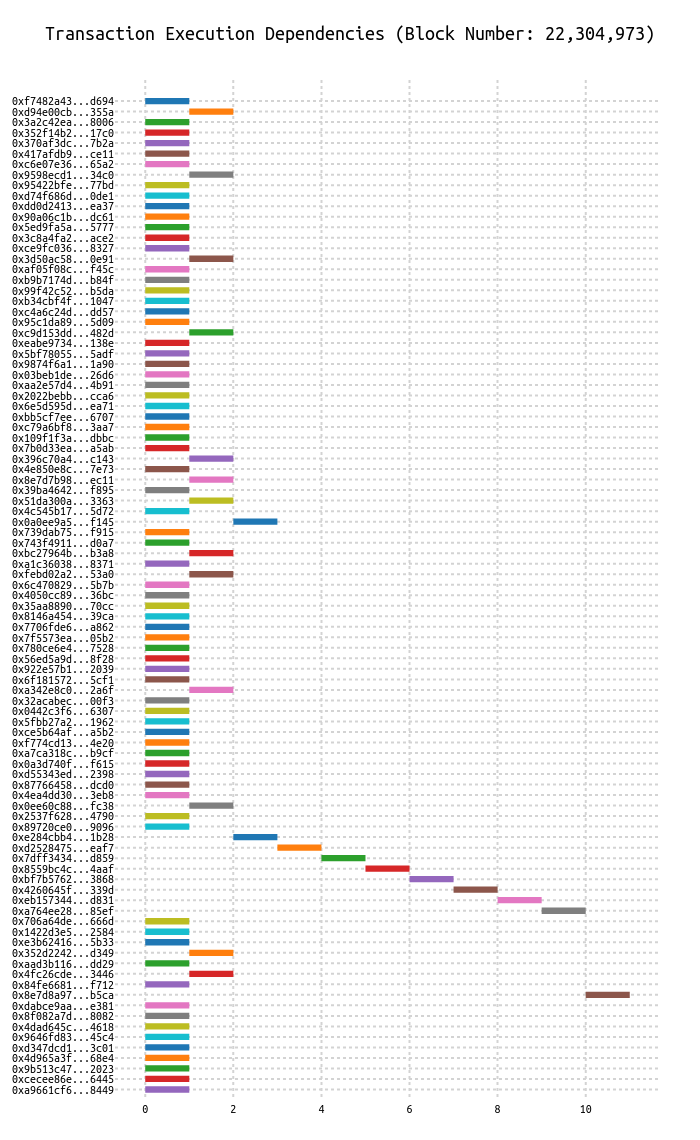 Transaction Execution Dependencies (Block Number: 22,304,973)
0xf7482a43...d694
0xd94e00cb...355a
0x3a2c42ea...8006
0x352f14b2...17c0
0x370af3dc...7b2a
0x417afdb9...ce11
0xc6e07e36...65a2
0x9598ecd1...34c0
0x95422bfe...77bd
0xd74f686d...0de1
0xdd0d2413...ea37
0x90a06c1b...dc61
0x5ed9fa5a...5777
0x3c8a4fa2...ace2
0xce9fc036...8327
0x3d50ac58...0e91
0xaf05f08c...f45c
0xb9b7174d...b84f
0x99f42c52...b5da
0xb34cbf4f...1047
0xc4a6c24d...dd57
0x95c1da89...5d09
0xc9d153dd...482d
0xeabe9734...138e
0x5bf78055...5adf
0x9874f6a1...1a90
0x03beb1de...26d6
0xaa2e57d4...4b91
0x2022bebb...cca6
0x6e5d595d...ea71
0xbb5cf7ee...6707
0xc79a6bf8...3aa7
0x109f1f3a...dbbc
0x7b0d33ea...a5ab
0x396c70a4...c143
0x4e850e8c...7e73
0x8e7d7b98...ec11
0x39ba4642...f895
0x51da300a...3363
0x4c545b17...5d72
0x0a0ee9a5...f145
0x739dab75...f915
0x743f4911...d0a7
0xbc27964b...b3a8
0xa1c36038...8371
0xfebd02a2...53a0
0x6c470829...5b7b
0x4050cc89...36bc
0x35aa8890...70cc
0x8146a454...39ca
0x7706fde6...a862
0x7f5573ea...05b2
0x780ce6e4...7528
0x56ed5a9d...8f28
0x922e57b1...2039
0x6f181572...5cf1
0xa342e8c0...2a6f
0x32acabec...00f3
0x0442c3f6...6307
0x5fbb27a2...1962
0xce5b64af...a5b2
0xf774cd13...4e20
0xa7ca318c...b9cf
0x0a3d740f...f615
0xd55343ed...2398
0x87766458...dcd0
0x4ea4dd30...3eb8
0x0ee60c88...fc38
0x2537f628...4790
0x89720ce0...9096
0xe284cbb4...1b28
0xd2528475...eaf7
0x7dff3434...d859
0x8559bc4c...4aaf
0xbf7b5762...3868
0x4260645f...339d
0xeb157344...d831
0xa764ee28...85ef
0x706a64de...666d
0x1422d3e5...2584
0xe3b62416...5b33
0x352d2242...d349
0xaad3b116...dd29
0x4fc26cde...3446
0x84fe6681...f712
0x8e7d8a97...b5ca
0xdabce9aa...e381
0x8f082a7d...8082
0x4dad645c...4618
0x9646fd83...45c4
0xd347dcd1...3c01
0x4d965a3f...68e4
0x9b513c47...2023
0xcecee86e...6445
0xa9661cf6...8449
0 2 4 6 8 10